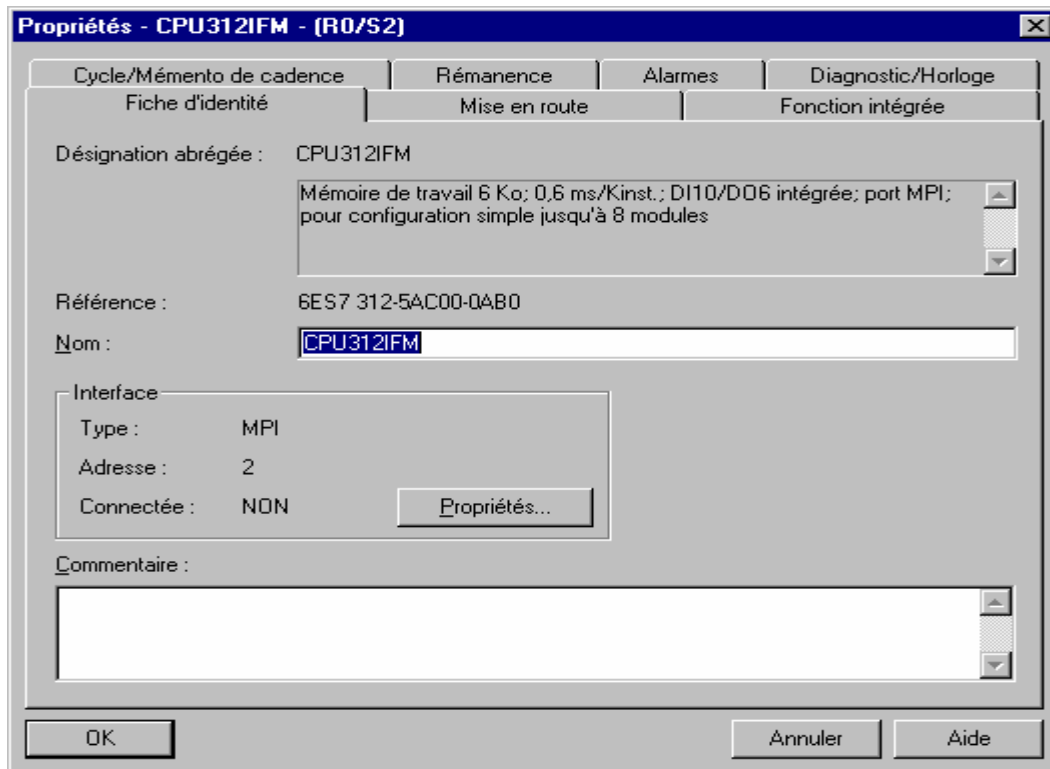 Propriétés - CPU312IFM - (R0/S2)
Cycle/Mémento de cadence Rémanence Alarmes Diagnostic/Horloge
Fiche d'identité Mise en route Fonction intégrée
Désignation abrégée : CPU312IFM
Mémoire de travail 6 Ko; 0,6 ms/Kinst.; DI10/DO6 intégrée; port MPI;
pour configuration simple jusqu'à 8 modules
Référence : 6ES7 312-5AC00-0AB0
Nom : CPU312IFM
Interface
Type : MPI
Adresse : 2
Connectée : NON Propriétés...
Commentaire :
OK Annuler Aide